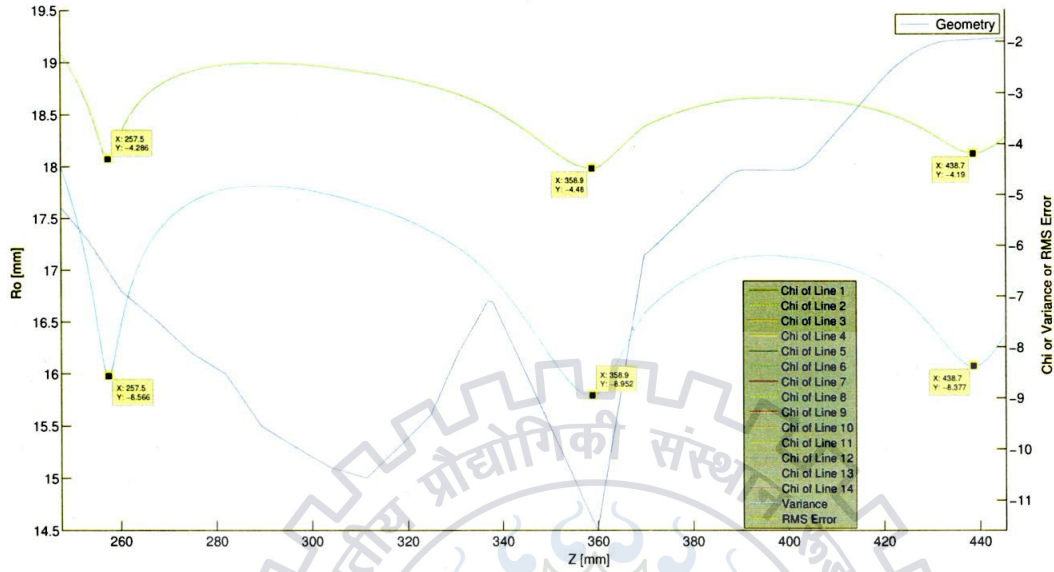 19.5
19
18.5
18
17.5
17
16.5
16
15.5
15
14.5
Ro [mm]
260
280
300
320
340
360
380
400
420
440
Z [mm]
−2
−3
−4
−5
−6
−7
−8
−9
−10
−11
Chi or Variance or RMS Error
Geometry
X: 257.5
Y: −4.286
X: 358.9
Y: −4.48
X: 438.7
Y: −4.19
X: 257.5
Y: −8.566
X: 358.9
Y: −8.952
X: 438.7
Y: −8.377
Chi of Line 1
Chi of Line 2
Chi of Line 3
Chi of Line 4
Chi of Line 5
Chi of Line 6
Chi of Line 7
Chi of Line 8
Chi of Line 9
Chi of Line 10
Chi of Line 11
Chi of Line 12
Chi of Line 13
Chi of Line 14
Variance
RMS Error
प्रौद्योगिकी